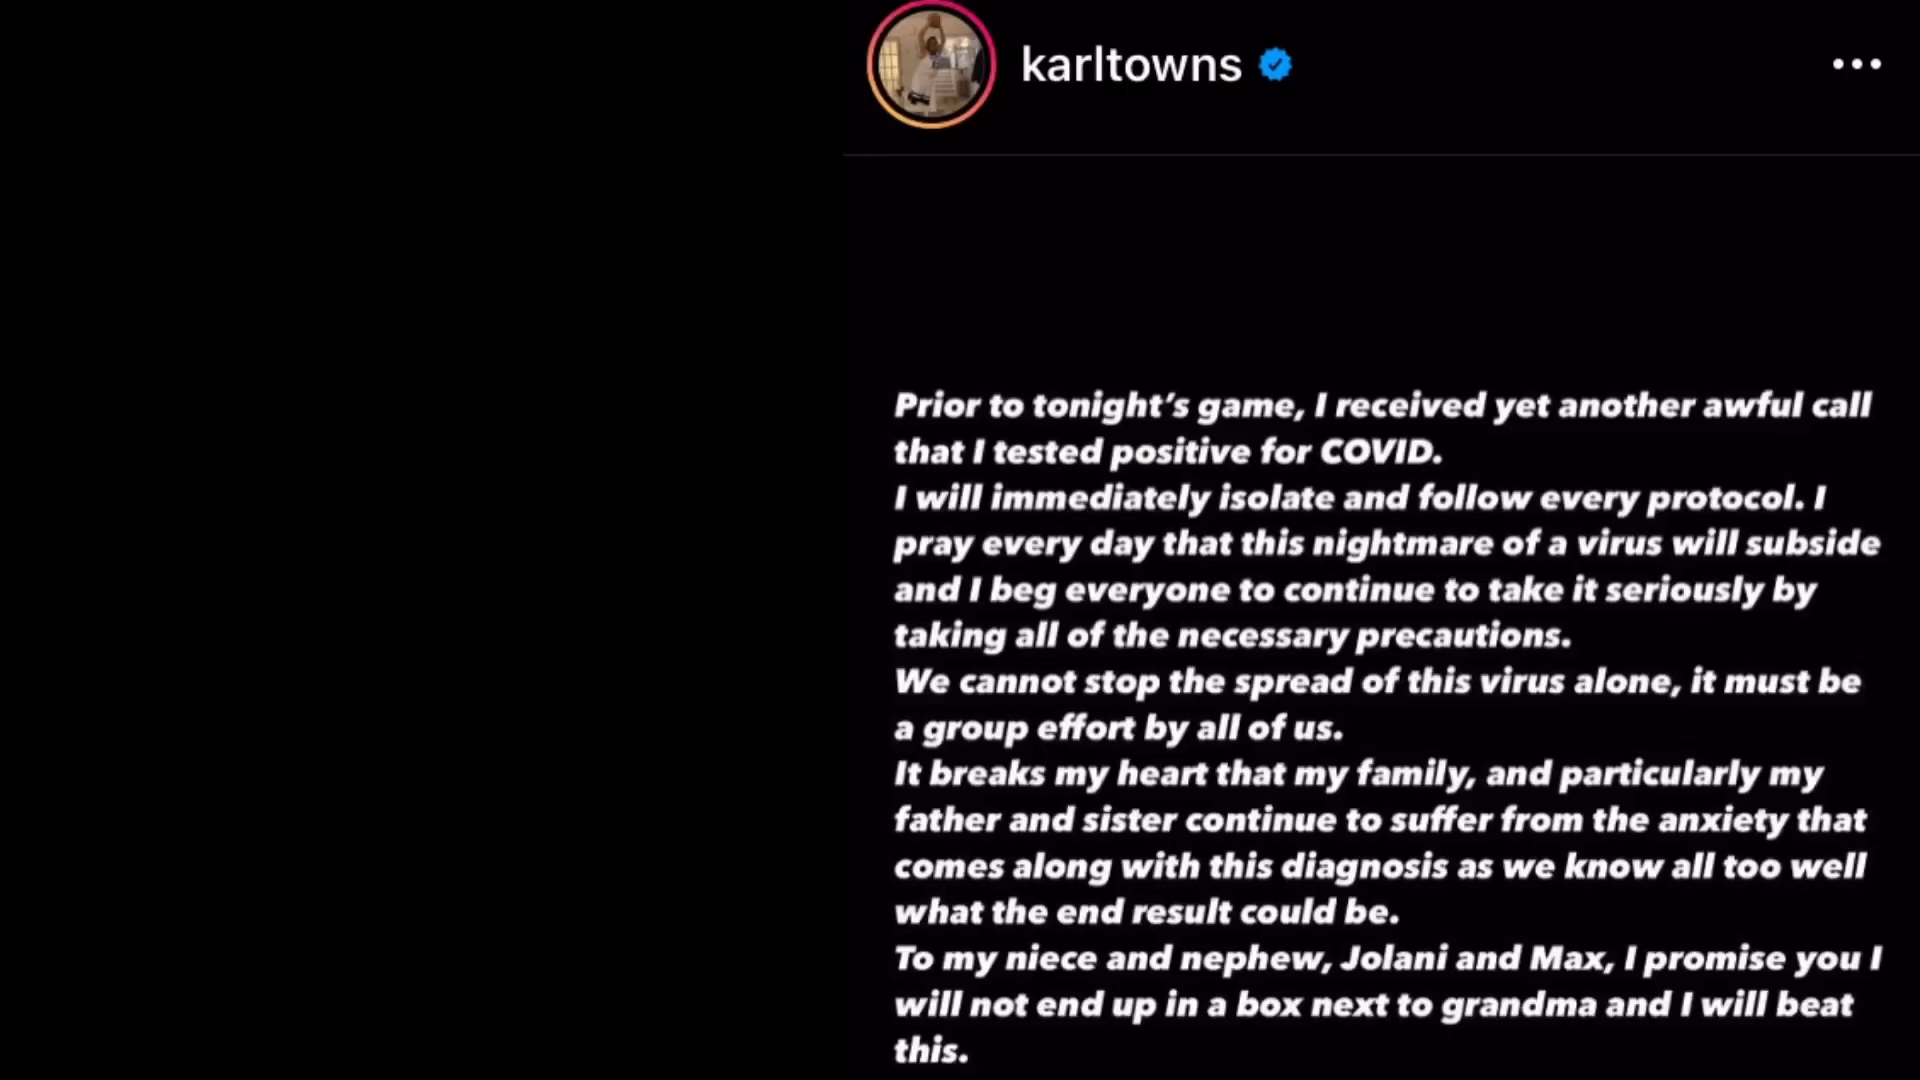 karltowns
Prior to tonight's game, I received yet another awful call
that I tested positive for COVID.
I will immediately isolate and follow every protocol. I
pray every day that this nightmare of a virus will subside
and I beg everyone to continue to take it seriously by
taking all of the necessary precautions.
We cannot stop the spread of this virus alone, it must be
a group effort by all of us.
It breaks my heart that my family, and particularly my
father and sister continue to suffer from the anxiety that
comes along with this diagnosis as we know all too well
what the end result could be.
To my niece and nephew, Jolani and Max, I promise you I
will not end up in a box next to grandma and I will beat
this.